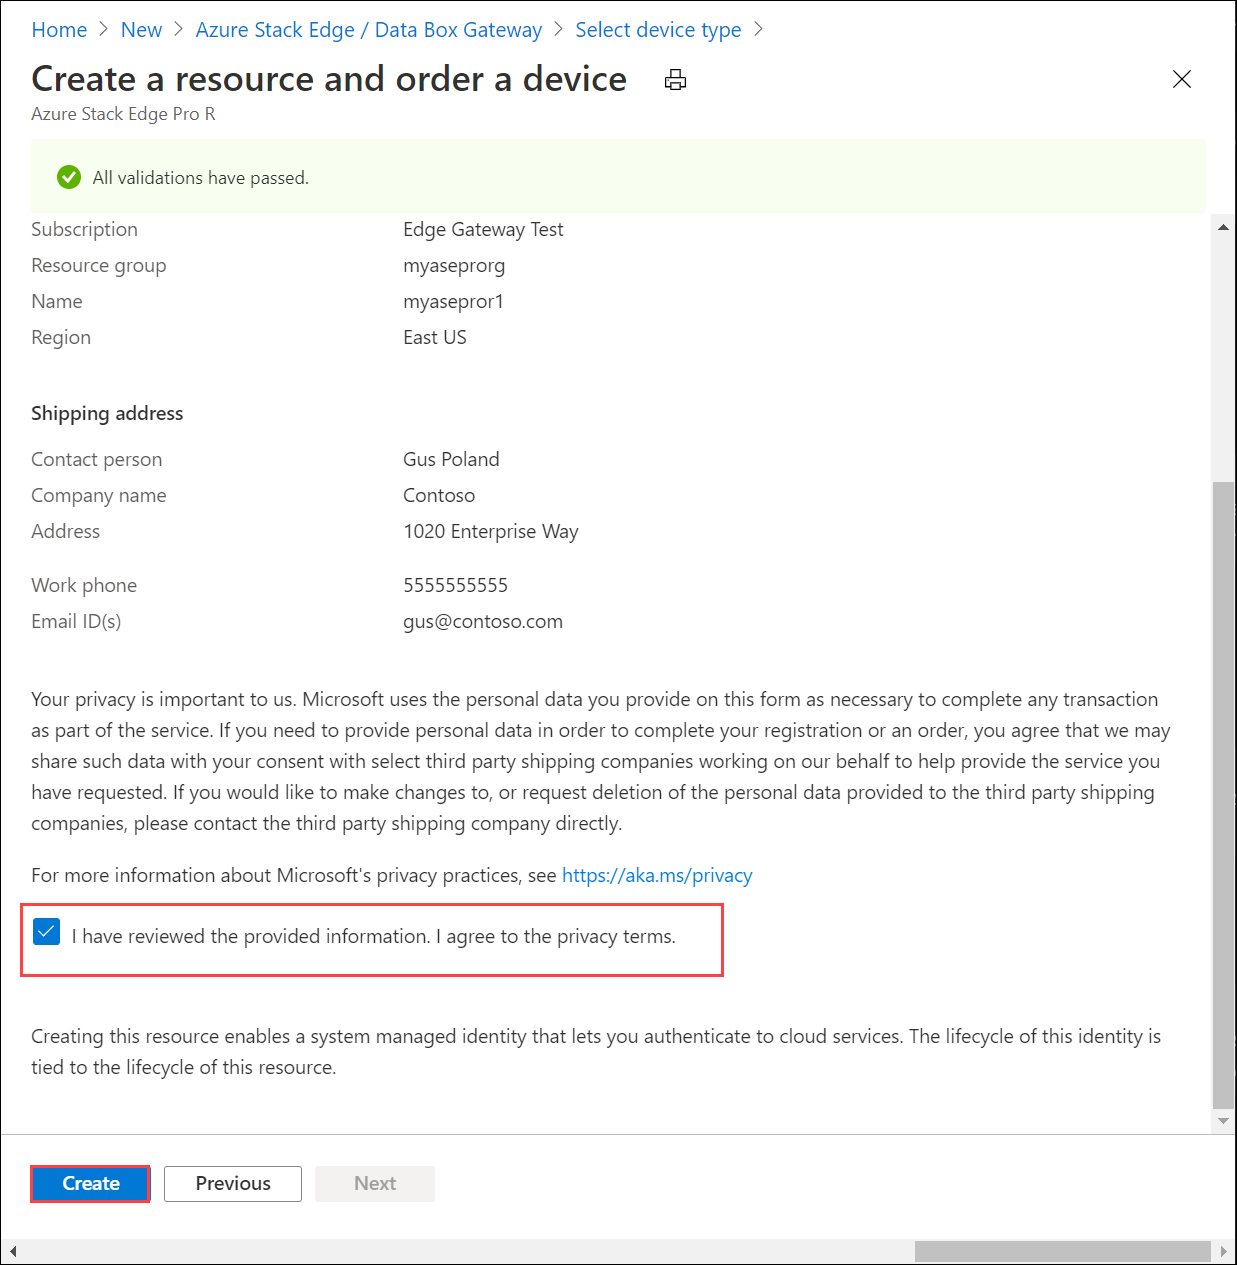 Home > New > Azure Stack Edge / Data Box Gateway > Select device type >
Create a resource and order a device
Azure Stack Edge Pro R
All validations have passed.
Subscription Edge Gateway Test
Resource group myaseprorg
Name myasepror1
Region East US
Shipping address
Contact person Gus Poland
Company name Contoso
Address 1020 Enterprise Way
Work phone 5555555555
Email ID(s) gus@contoso.com
Your privacy is important to us. Microsoft uses the personal data you provide on this form as necessary to complete any transaction
as part of the service. If you need to provide personal data in order to complete your registration or an order, you agree that we may
share such data with your consent with select third party shipping companies working on our behalf to help provide the service you
have requested. If you would like to make changes to, or request deletion of the personal data provided to the third party shipping
companies, please contact the third party shipping company directly.
For more information about Microsoft's privacy practices, see https://aka.ms/privacy
I have reviewed the provided information. I agree to the privacy terms.
Creating this resource enables a system managed identity that lets you authenticate to cloud services. The lifecycle of this identity is
tied to the lifecycle of this resource.
Create Previous Next